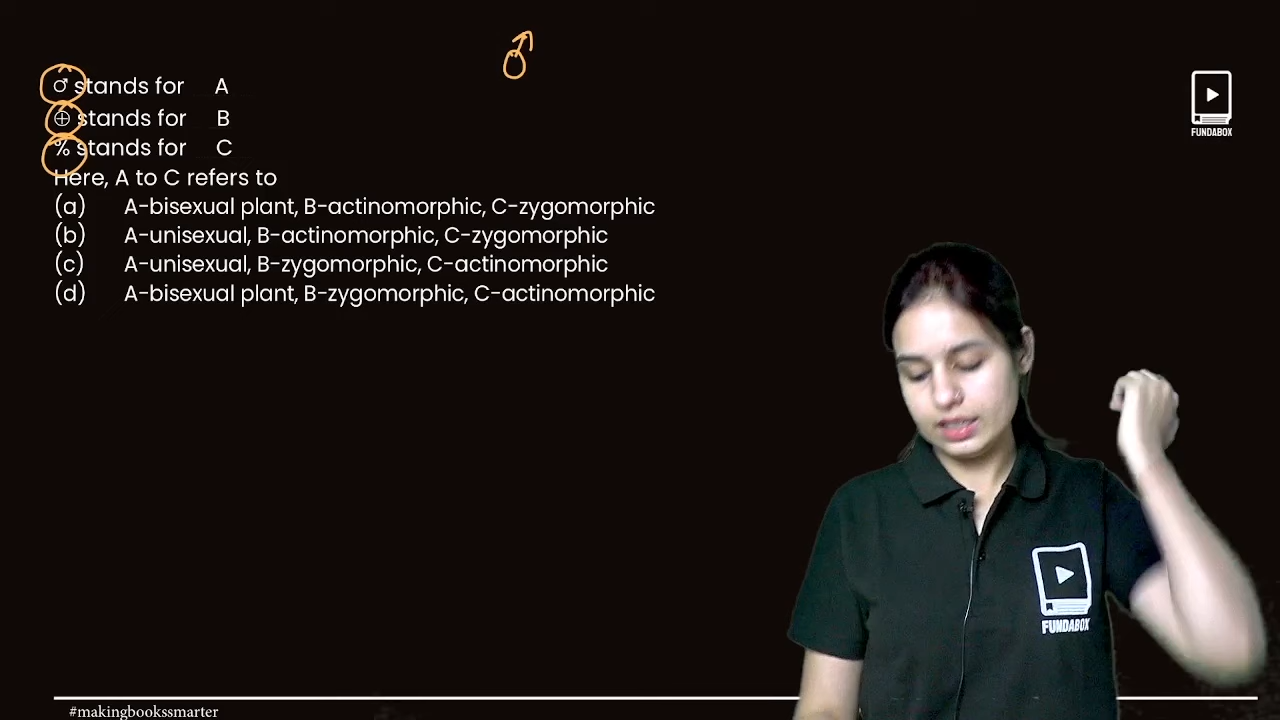 ♂ stands for A
⊕ stands for B
% stands for C
Here, A to C refers to
(a) A-bisexual plant, B-actinomorphic, C-zygomorphic
(b) A-unisexual, B-actinomorphic, C-zygomorphic
(c) A-unisexual, B-zygomorphic, C-actinomorphic
(d) A-bisexual plant, B-zygomorphic, C-actinomorphic
♂
FUNDABOX
FUNDABOX
#makingbookssmarter